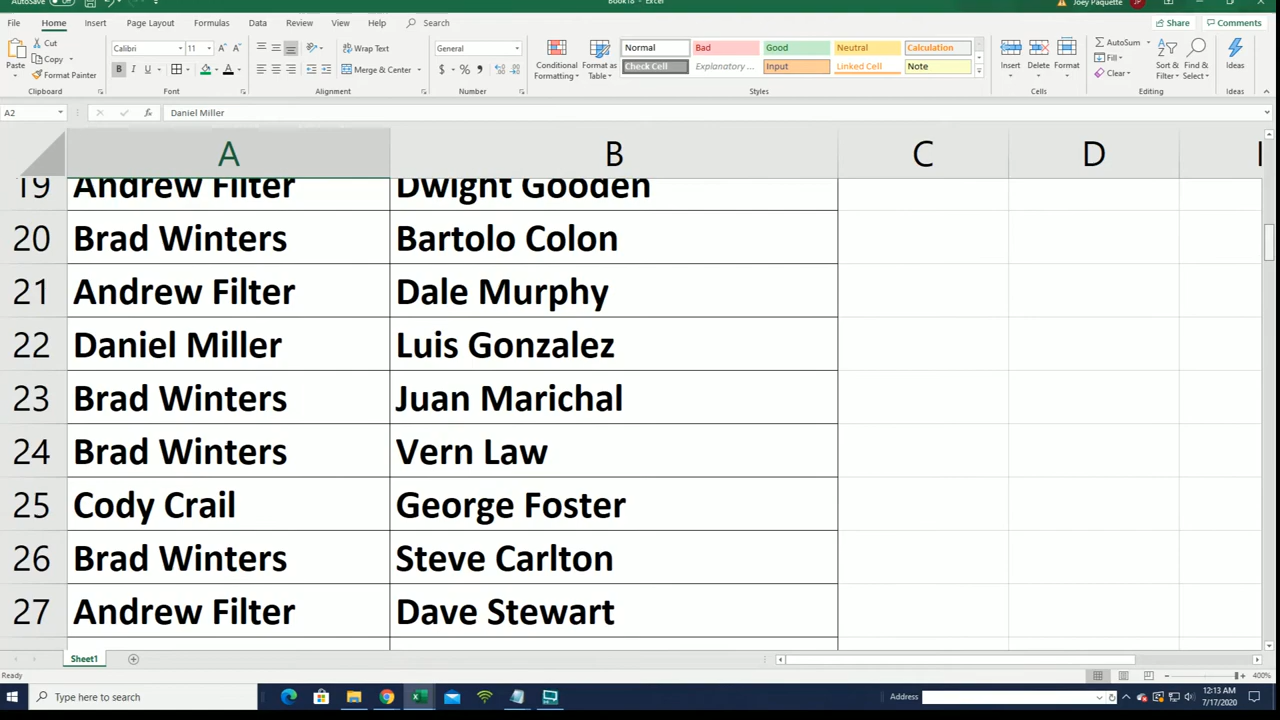 AutoSave Off Book18 - Excel Joey Paquette JP
File Home Insert Page Layout Formulas Data Review View Help Search Share Comments
Paste Cut Copy Format Painter Clipboard
Calibri 11 A A B I U A Font
Wrap Text Merge & Center Alignment
General $ % , Number
Conditional Formatting Format as Table
Normal Bad Good Neutral Calculation
Check Cell Explanatory ... Input Linked Cell Note
Styles
Insert Delete Format Cells
AutoSum Fill Clear Sort & Filter Find & Select Editing
Ideas Ideas
A2 fx Daniel Miller
A B C D
19 Andrew Filter Dwight Gooden
20 Brad Winters Bartolo Colon
21 Andrew Filter Dale Murphy
22 Daniel Miller Luis Gonzalez
23 Brad Winters Juan Marichal
24 Brad Winters Vern Law
25 Cody Crail George Foster
26 Brad Winters Steve Carlton
27 Andrew Filter Dave Stewart
Sheet1
Ready 400%
Type here to search Address 12:13 AM
7/17/2020